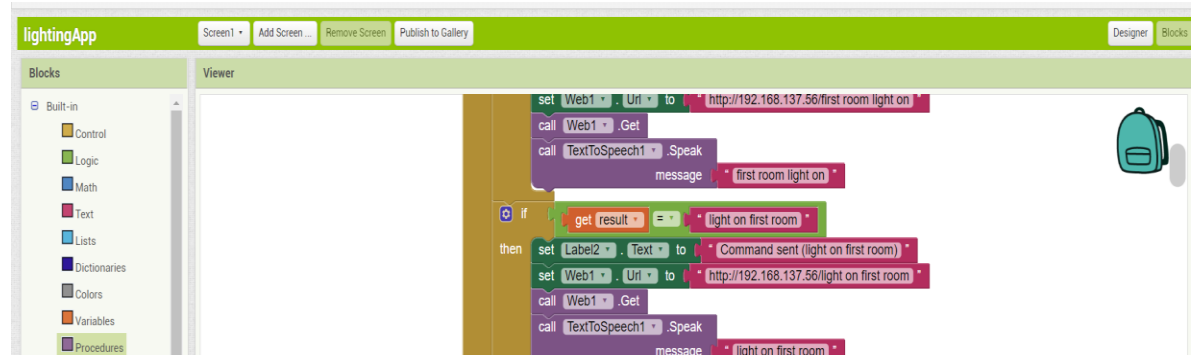 lightingApp Screen1 Add Screen ... Remove Screen Publish to Gallery Designer Blocks
Blocks Viewer
Built-in
Control
Logic
Math
Text
Lists
Dictionaries
Colors
Variables
Procedures
set Web1 . Url to " http://192.168.137.56/first room light on "
call Web1 .Get
call TextToSpeech1 .Speak
message " first room light on "
if get result = " light on first room "
then set Label2 . Text to " Command sent (light on first room) "
set Web1 . Url to " http://192.168.137.56/light on first room "
call Web1 .Get
call TextToSpeech1 .Speak
message " light on first room "